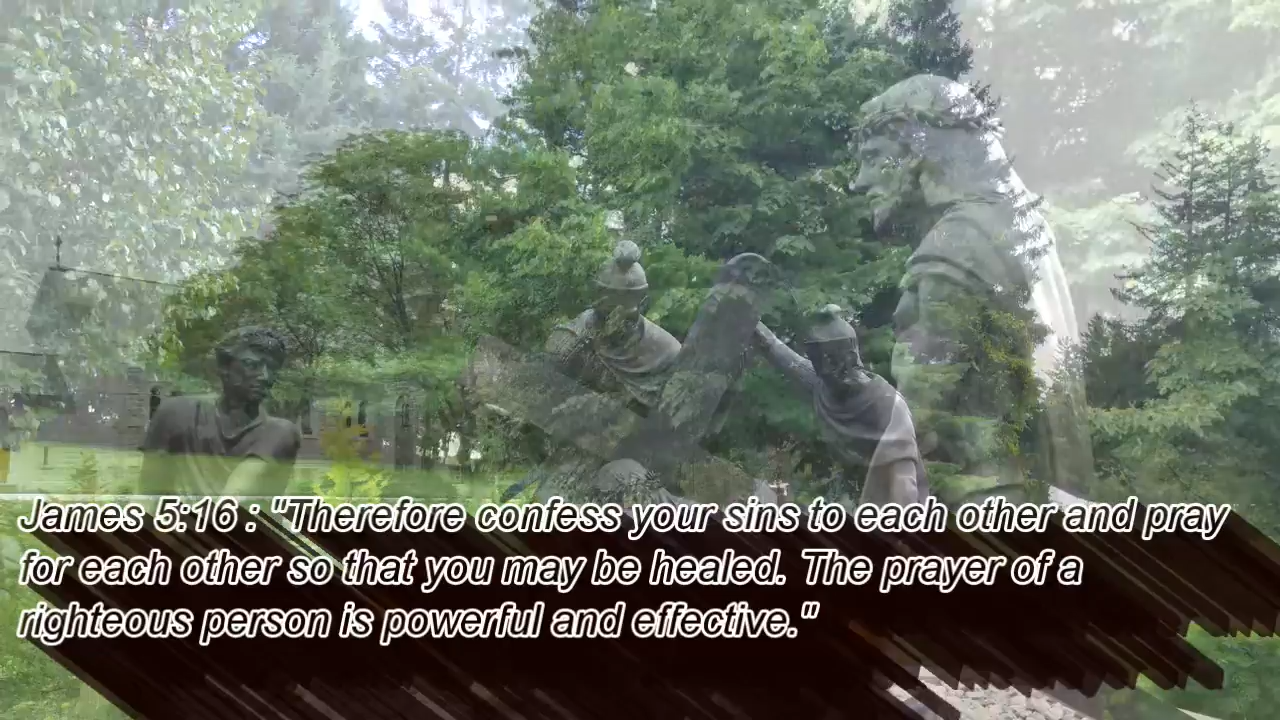 James 5:16 : "Therefore confess your sins to each other and pray
for each other so that you may be healed. The prayer of a
righteous person is powerful and effective."